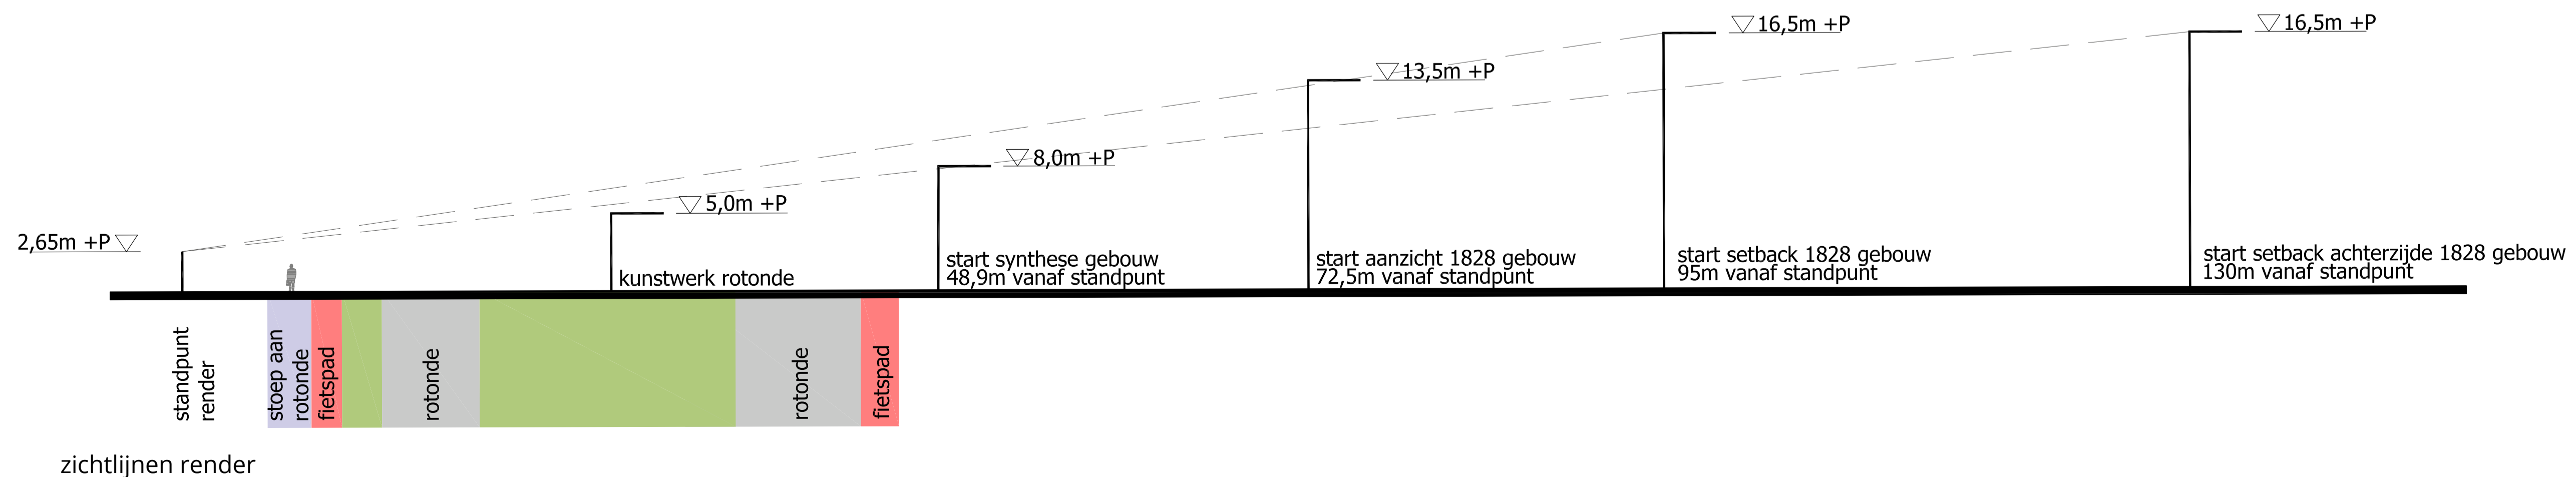 16,5m +P
16,5m +P
13,5m +P
8,0m +P
5,0m +P
2,65m +P
kunstwerk rotonde
start synthese gebouw
48,9m vanaf standpunt
start aanzicht 1828 gebouw
72,5m vanaf standpunt
start setback 1828 gebouw
95m vanaf standpunt
start setback achterzijde 1828 gebouw
130m vanaf standpunt
standpunt
render
stoep aan
rotonde
fietspad
rotonde
rotonde
fietspad
zichtlijnen render